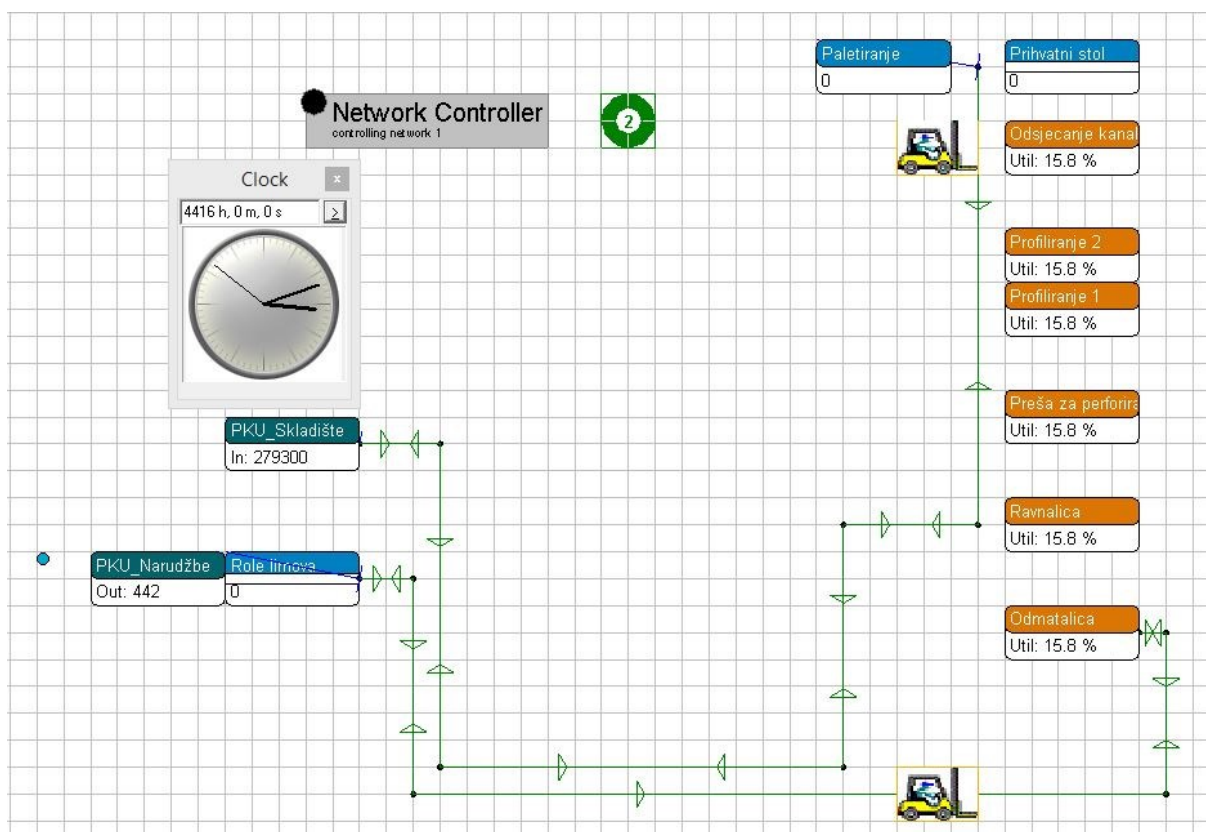 Paletiranje
0
Prihvatni stol
0
Network Controller
controlling network 1
2
Odsjecanje kanal
Util: 15.8 %
Clock
x
4416 h, 0 m, 0 s
>
Profiliranje 2
Util: 15.8 %
Profiliranje 1
Util: 15.8 %
Preša za perforira
Util: 15.8 %
PKU_Skladište
In: 279300
Ravnalica
Util: 15.8 %
PKU_Narudžbe
Out: 442
Role limova
0
Odmatalica
Util: 15.8 %